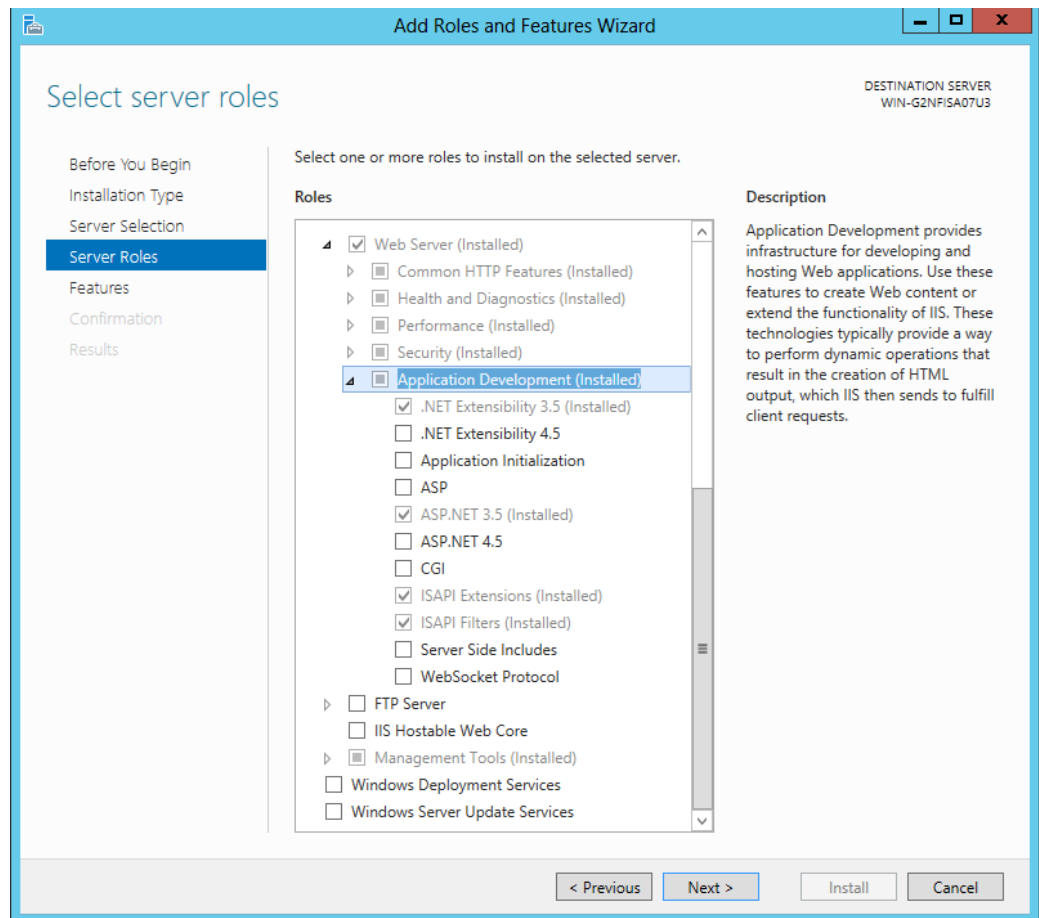 Add Roles and Features Wizard
Select server roles
DESTINATION SERVER
WIN-G2NFISA07U3
Before You Begin
Installation Type
Server Selection
Server Roles
Features
Confirmation
Results
Select one or more roles to install on the selected server.
Roles
Web Server (Installed)
Common HTTP Features (Installed)
Health and Diagnostics (Installed)
Performance (Installed)
Security (Installed)
Application Development (Installed)
.NET Extensibility 3.5 (Installed)
.NET Extensibility 4.5
Application Initialization
ASP
ASP.NET 3.5 (Installed)
ASP.NET 4.5
CGI
ISAPI Extensions (Installed)
ISAPI Filters (Installed)
Server Side Includes
WebSocket Protocol
FTP Server
IIS Hostable Web Core
Management Tools (Installed)
Windows Deployment Services
Windows Server Update Services
Description
Application Development provides
infrastructure for developing and
hosting Web applications. Use these
features to create Web content or
extend the functionality of IIS. These
technologies typically provide a way
to perform dynamic operations that
result in the creation of HTML
output, which IIS then sends to fulfill
client requests.
< Previous
Next >
Install
Cancel